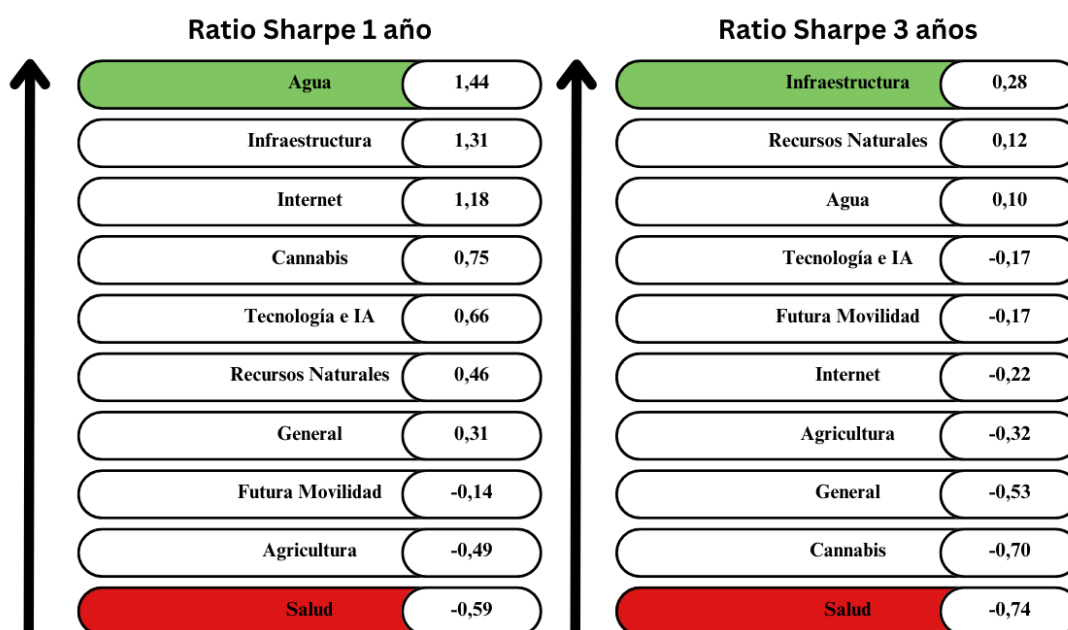 Ratio Sharpe 1 año
Agua 1,44
Infraestructura 1,31
Internet 1,18
Cannabis 0,75
Tecnología e IA 0,66
Recursos Naturales 0,46
General 0,31
Futura Movilidad -0,14
Agricultura -0,49
Salud -0,59
Ratio Sharpe 3 años
Infraestructura 0,28
Recursos Naturales 0,12
Agua 0,10
Tecnología e IA -0,17
Futura Movilidad -0,17
Internet -0,22
Agricultura -0,32
General -0,53
Cannabis -0,70
Salud -0,74